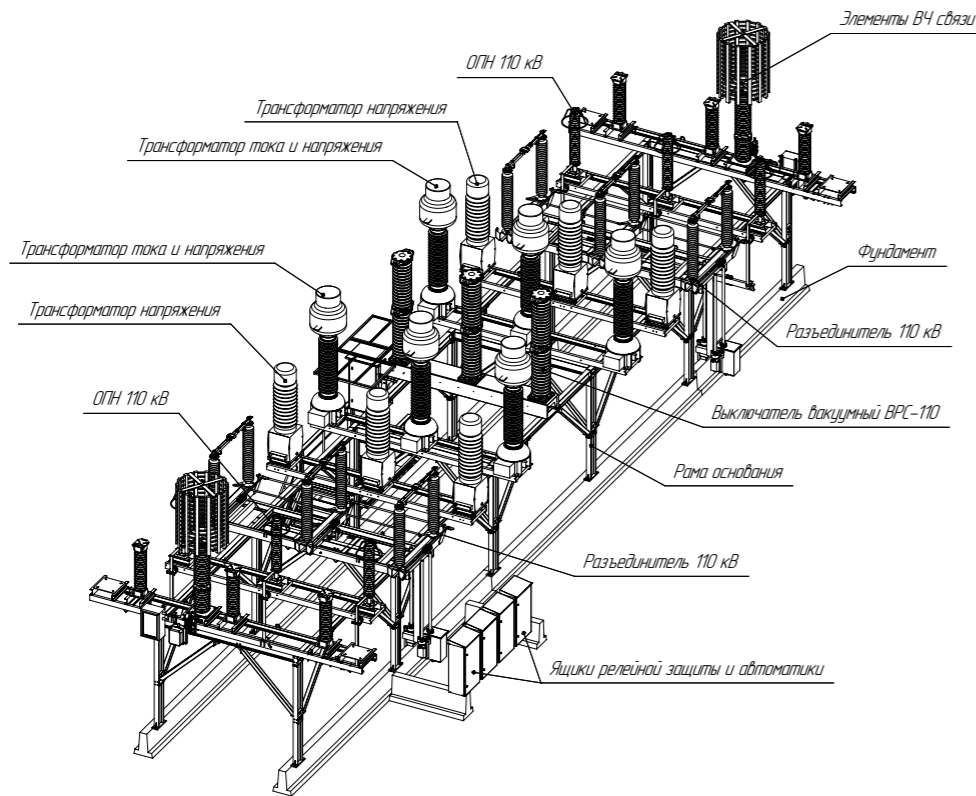 Элементы ВЧ связи
ОПН 110 кВ
Трансформатор напряжения
Трансформатор тока и напряжения
Трансформатор тока и напряжения
Фундамент
Трансформатор напряжения
Разъединитель 110 кВ
ОПН 110 кВ
Выключатель вакуумный ВРС-110
Рама основания
Разъединитель 110 кВ
Ящики релейной защиты и автоматики